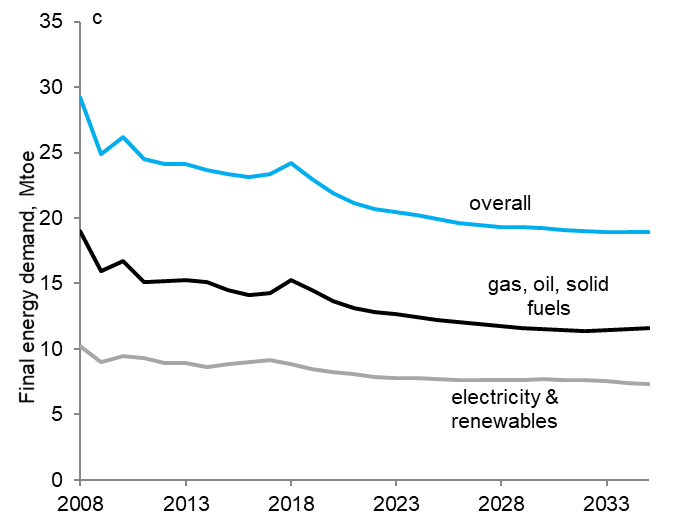 c
35
30
25
20
15
10
5
0
Final energy demand, Mtoe
overall
gas, oil, solid
fuels
electricity &
renewables
2008 2013 2018 2023 2028 2033